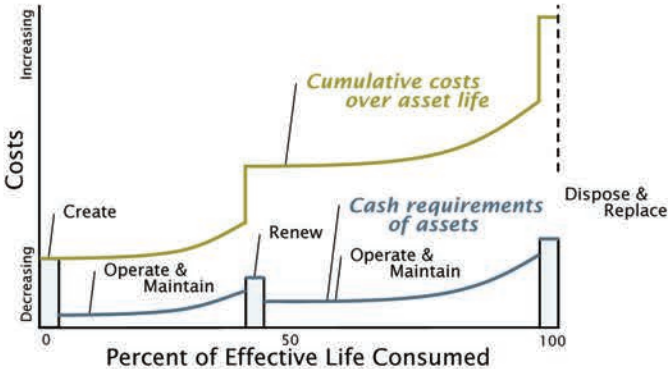 Increasing
Costs
Decreasing
Cumulative costs
over asset life
Create
Operate &
Maintain
Renew
Cash requirements
of assets
Operate &
Maintain
Dispose &
Replace
0
50
100
Percent of Effective Life Consumed